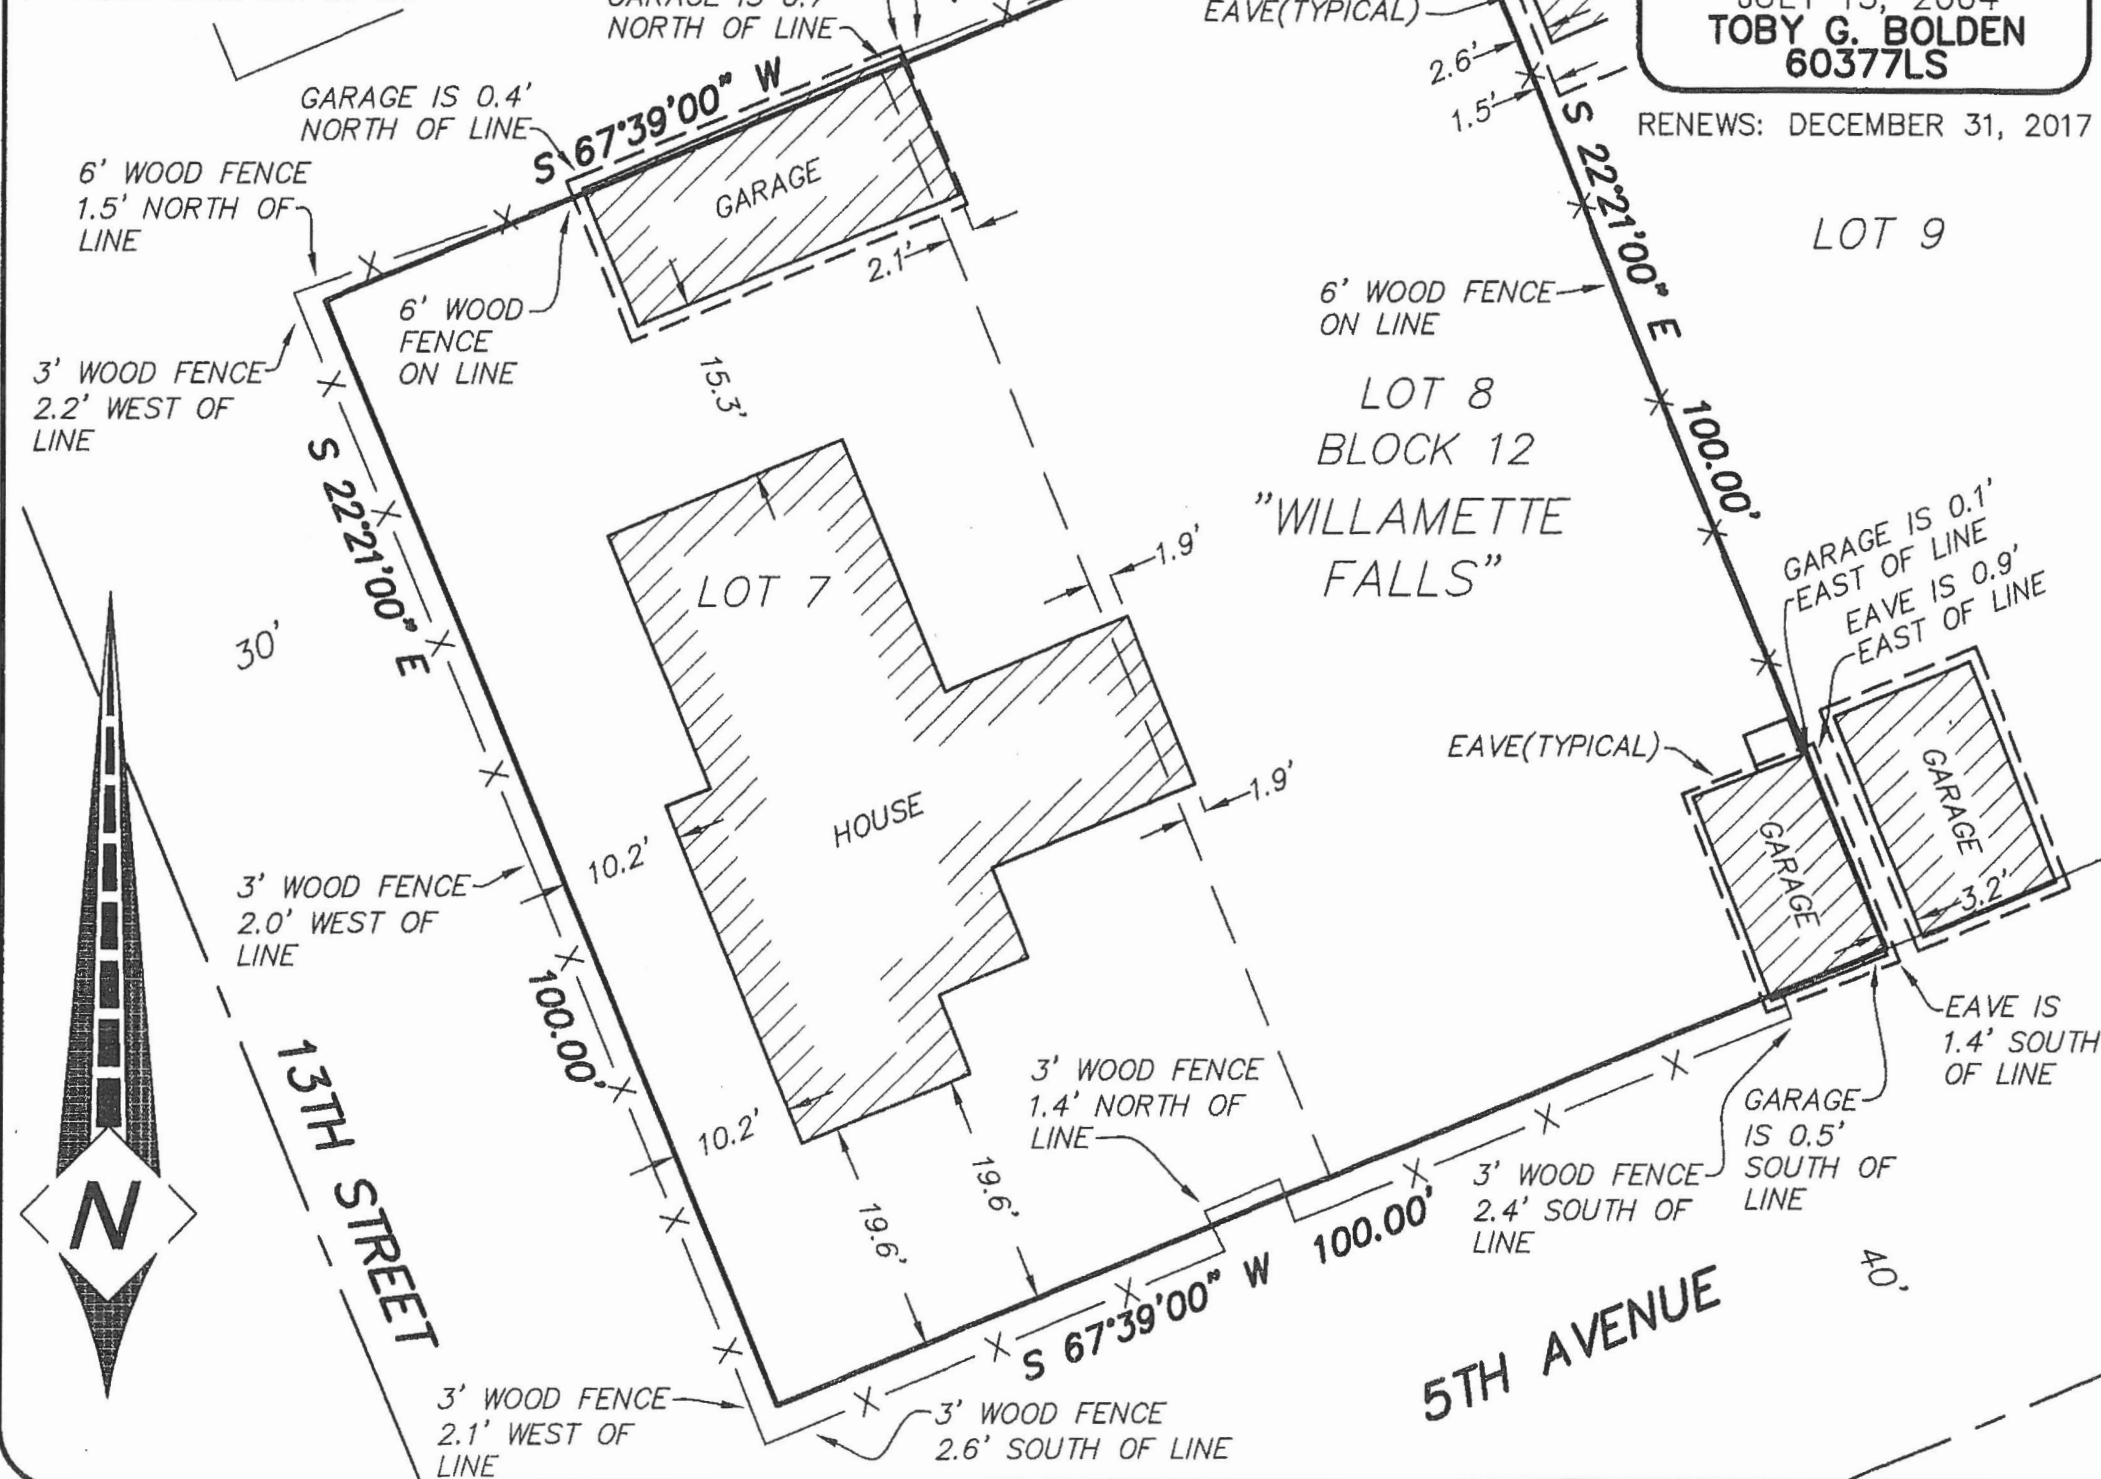 GARAGE IS 0.7'
NORTH OF LINE
EAVE(TYPICAL)
JULY 13, 2004
TOBY G. BOLDEN
60377LS
RENEWS: DECEMBER 31, 2017
GARAGE IS 0.4'
NORTH OF LINE
S 67°39'00" W
2.6'
1.5'
6' WOOD FENCE
1.5' NORTH OF
LINE
GARAGE
2.1'
S 22°21'00" E
100.00'
LOT 9
6' WOOD
FENCE
ON LINE
6' WOOD FENCE
ON LINE
3' WOOD FENCE
2.2' WEST OF
LINE
15.3'
LOT 8
BLOCK 12
"WILLAMETTE
FALLS"
S 22°21'00" E
100.00'
LOT 7
1.9'
GARAGE IS 0.1'
EAST OF LINE
EAVE IS 0.9'
EAST OF LINE
30'
EAVE(TYPICAL)
GARAGE
GARAGE
3.2'
HOUSE
1.9'
10.2'
3' WOOD FENCE
2.0' WEST OF
LINE
EAVE IS
1.4' SOUTH
OF LINE
3' WOOD FENCE
1.4' NORTH OF
LINE
GARAGE
IS 0.5'
SOUTH OF
LINE
10.2'
19.6'
19.6'
3' WOOD FENCE
2.4' SOUTH OF
LINE
N
13TH STREET
S 67°39'00" W 100.00'
40'
5TH AVENUE
3' WOOD FENCE
2.1' WEST OF
LINE
3' WOOD FENCE
2.6' SOUTH OF LINE